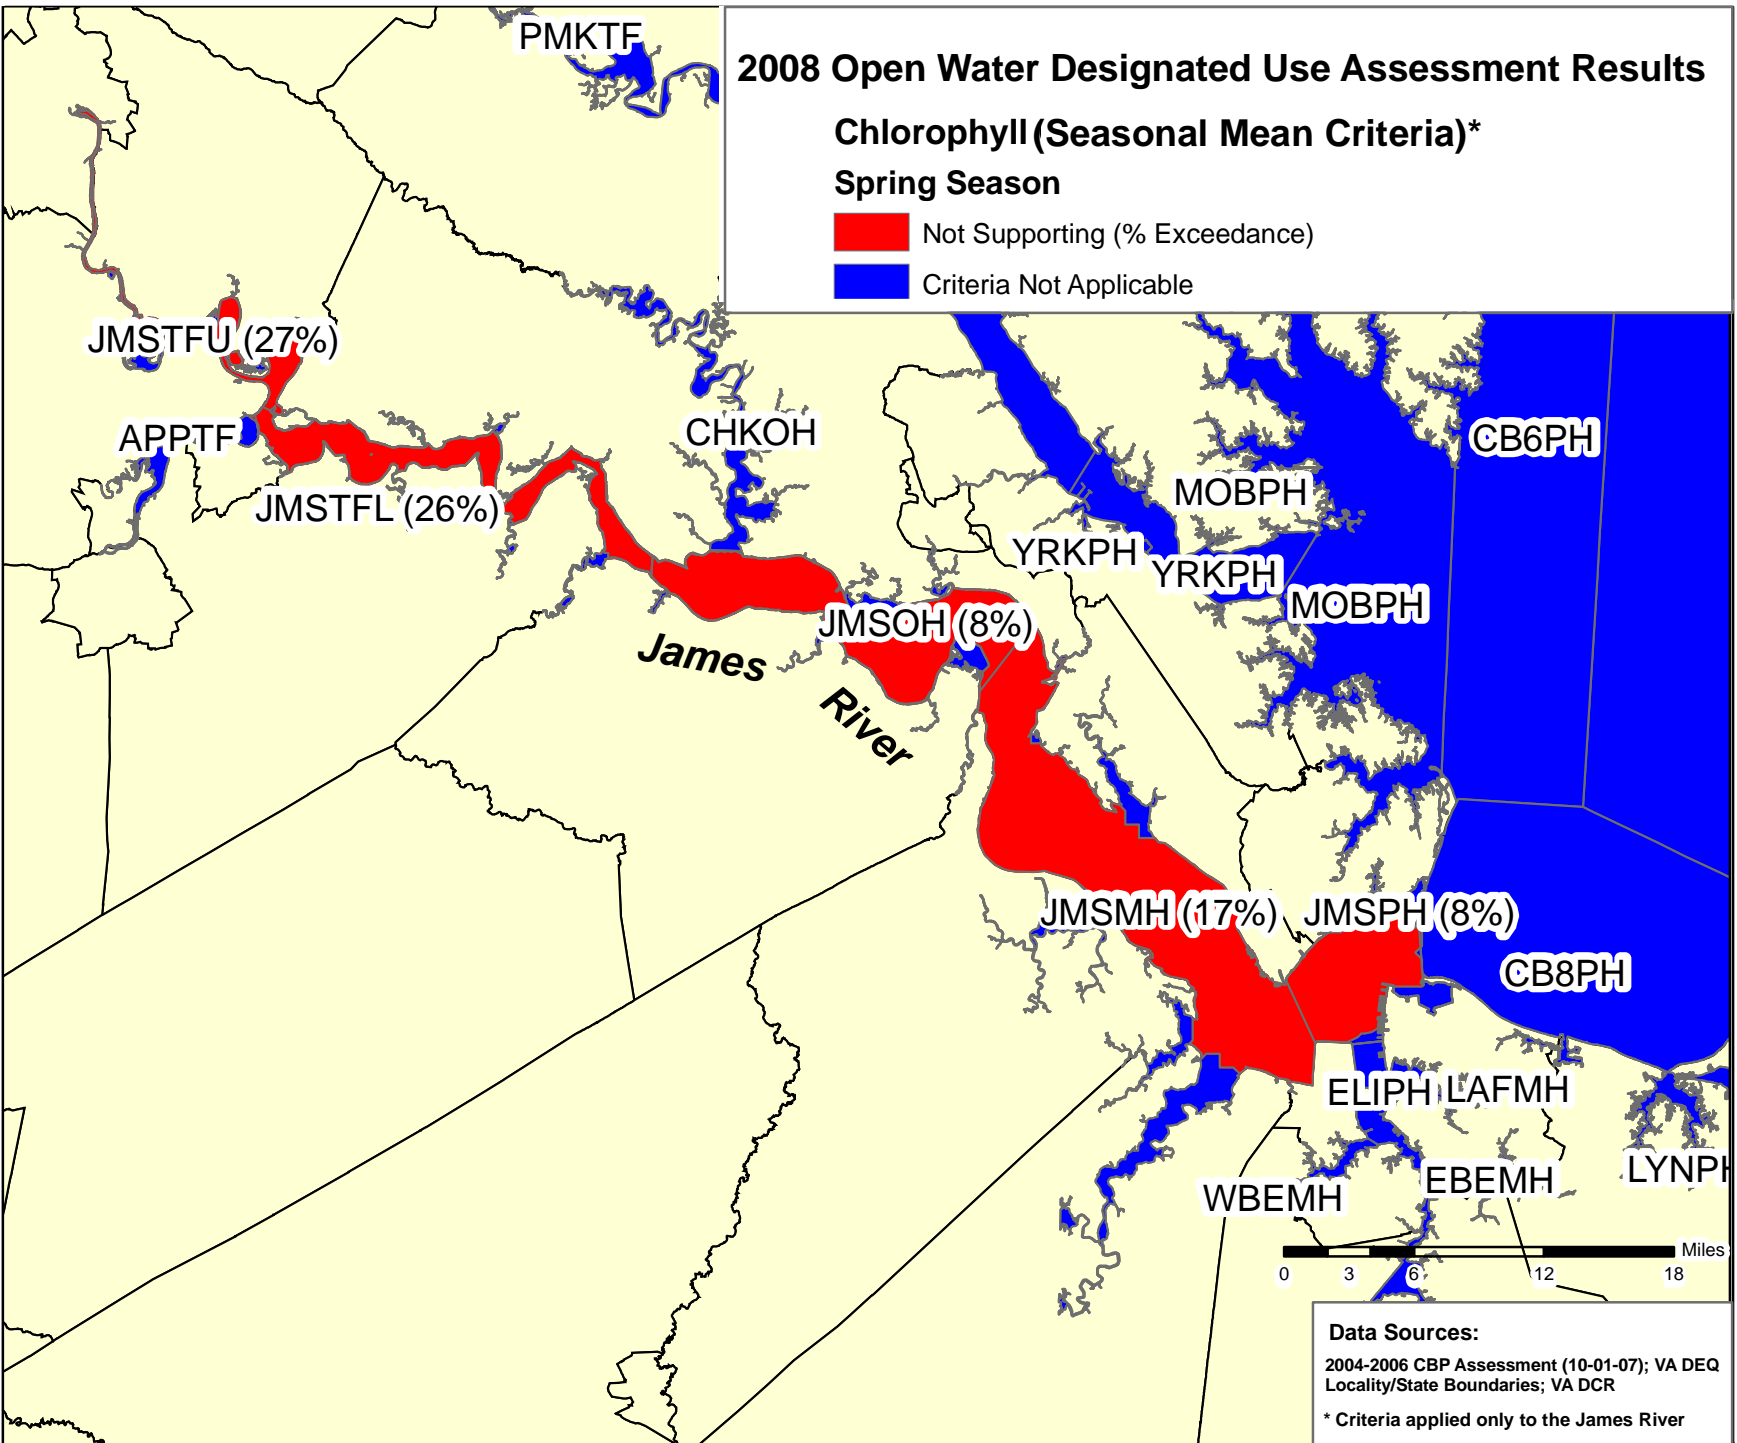 PMKTF
2008 Open Water Designated Use Assessment Results
Chlorophyll (Seasonal Mean Criteria)*
Spring Season
Not Supporting (% Exceedance)
Criteria Not Applicable
JMSTFU (27%)
APPTF
CHKOH
CB6PH
JMSTFL (26%)
MOBPH
YRKPH
YRKPH
MOBPH
JMSOH (8%)
James
River
JMSMH (17%)
JMSPH (8%)
CB8PH
ELIPH
LAFMH
LYNPH
EBEMH
WBEMH
Miles
0 3 6 12 18
Data Sources:
2004-2006 CBP Assessment (10-01-07); VA DEQ
Locality/State Boundaries; VA DCR
* Criteria applied only to the James River